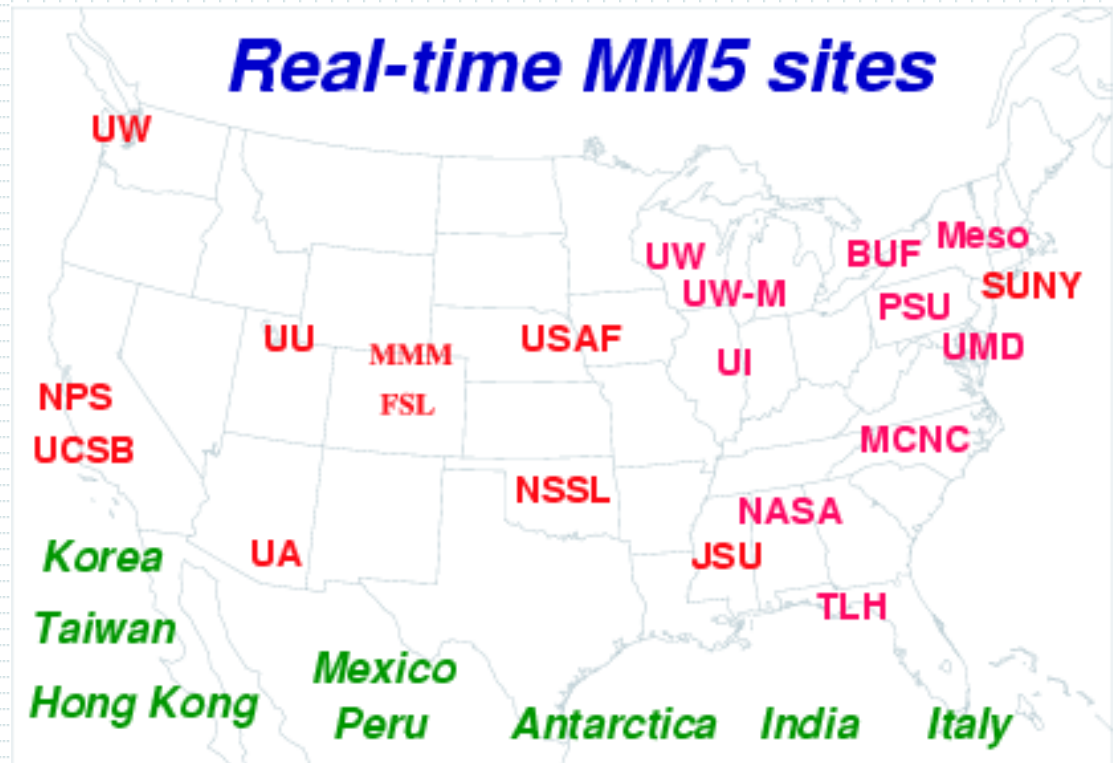 Real-time MM5 sites
UW
Meso
BUF
UW
SUNY
UW-M
PSU
UU
USAF
UMD
MMM
UI
NPS
FSL
MCNC
UCSB
NSSL
NASA
UA
JSU
Korea
TLH
Taiwan
Mexico
Hong Kong
Peru
Antarctica
India
Italy